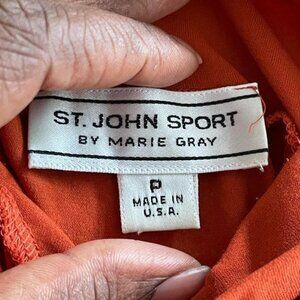 ST. JOHN SPORT
BY MARIE GRAY
P
MADE IN
U.S.A.